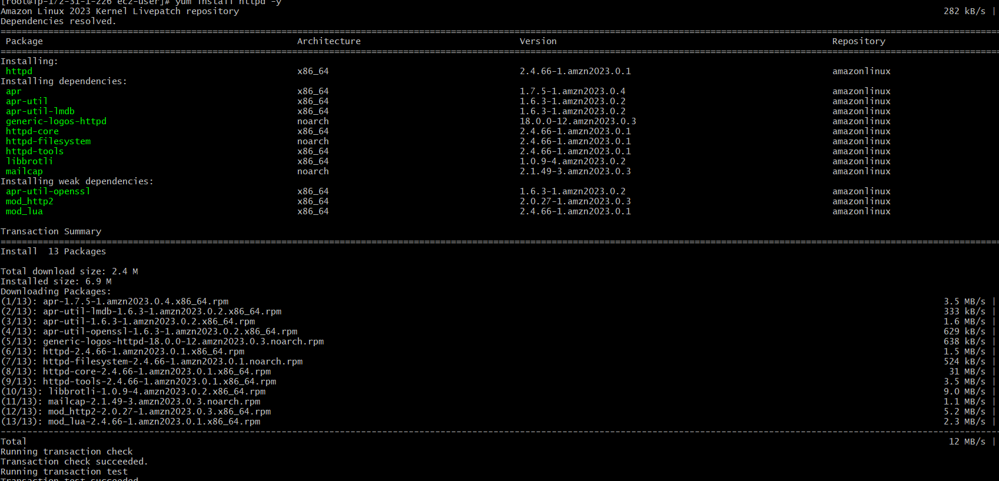 [root@ip-172-31-1-226 ec2-user]# yum install httpd -y
Amazon Linux 2023 Kernel Livepatch repository 282 kB/s |
Dependencies resolved.
Package Architecture Version Repository
Installing:
httpd x86_64 2.4.66-1.amzn2023.0.1 amazonlinux
Installing dependencies:
apr x86_64 1.7.5-1.amzn2023.0.4 amazonlinux
apr-util x86_64 1.6.3-1.amzn2023.0.2 amazonlinux
apr-util-lmdb x86_64 1.6.3-1.amzn2023.0.2 amazonlinux
generic-logos-httpd noarch 18.0.0-12.amzn2023.0.3 amazonlinux
httpd-core x86_64 2.4.66-1.amzn2023.0.1 amazonlinux
httpd-filesystem noarch 2.4.66-1.amzn2023.0.1 amazonlinux
httpd-tools x86_64 2.4.66-1.amzn2023.0.1 amazonlinux
libbrotli x86_64 1.0.9-4.amzn2023.0.2 amazonlinux
mailcap noarch 2.1.49-3.amzn2023.0.3 amazonlinux
Installing weak dependencies:
apr-util-openssl x86_64 1.6.3-1.amzn2023.0.2 amazonlinux
mod_http2 x86_64 2.0.27-1.amzn2023.0.3 amazonlinux
mod_lua x86_64 2.4.66-1.amzn2023.0.1 amazonlinux
Transaction Summary
Install  13 Packages
Total download size: 2.4 M
Installed size: 6.9 M
Downloading Packages:
(1/13): apr-1.7.5-1.amzn2023.0.4.x86_64.rpm 3.5 MB/s |
(2/13): apr-util-lmdb-1.6.3-1.amzn2023.0.2.x86_64.rpm 333 kB/s |
(3/13): apr-util-1.6.3-1.amzn2023.0.2.x86_64.rpm 1.6 MB/s |
(4/13): apr-util-openssl-1.6.3-1.amzn2023.0.2.x86_64.rpm 629 kB/s |
(5/13): generic-logos-httpd-18.0.0-12.amzn2023.0.3.noarch.rpm 638 kB/s |
(6/13): httpd-2.4.66-1.amzn2023.0.1.x86_64.rpm 1.5 MB/s |
(7/13): httpd-filesystem-2.4.66-1.amzn2023.0.1.noarch.rpm 524 kB/s |
(8/13): httpd-core-2.4.66-1.amzn2023.0.1.x86_64.rpm 31 MB/s |
(9/13): httpd-tools-2.4.66-1.amzn2023.0.1.x86_64.rpm 3.5 MB/s |
(10/13): libbrotli-1.0.9-4.amzn2023.0.2.x86_64.rpm 9.0 MB/s |
(11/13): mailcap-2.1.49-3.amzn2023.0.3.noarch.rpm 1.1 MB/s |
(12/13): mod_http2-2.0.27-1.amzn2023.0.3.x86_64.rpm 5.2 MB/s |
(13/13): mod_lua-2.4.66-1.amzn2023.0.1.x86_64.rpm 2.3 MB/s |
Total 12 MB/s |
Running transaction check
Transaction check succeeded.
Running transaction test
Transaction test succeeded